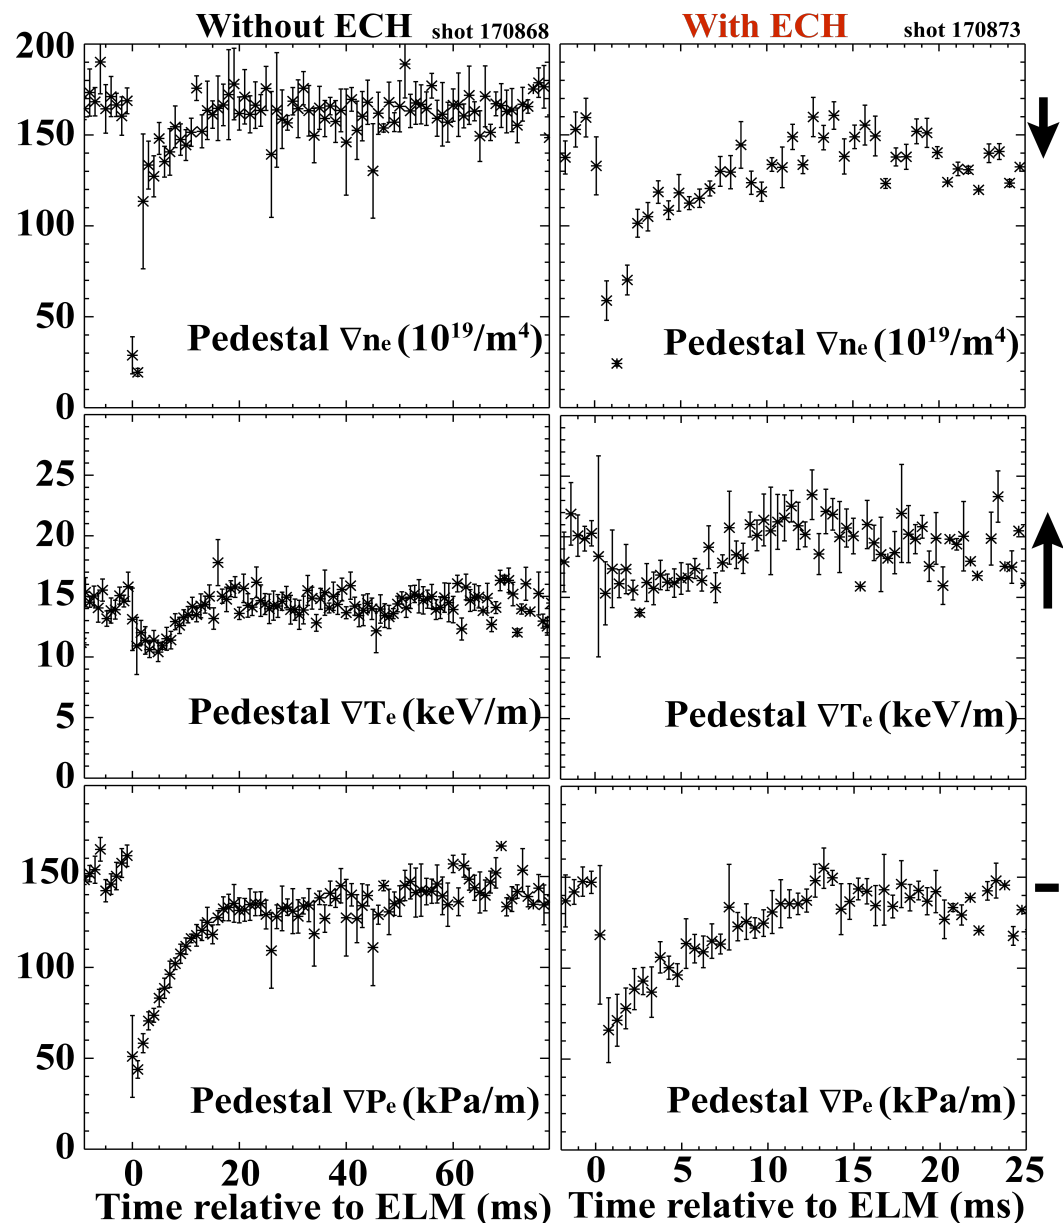 Without ECH shot 170868
With ECH shot 170873
200
150
100
50
0
Pedestal ∇ne (10¹⁹/m⁴)
Pedestal ∇ne (10¹⁹/m⁴)
25
20
15
10
5
0
Pedestal ∇Te (keV/m)
Pedestal ∇Te (keV/m)
150
100
50
0
Pedestal ∇Pe (kPa/m)
Pedestal ∇Pe (kPa/m)
0 20 40 60
0 5 10 15 20 25
Time relative to ELM (ms)
Time relative to ELM (ms)